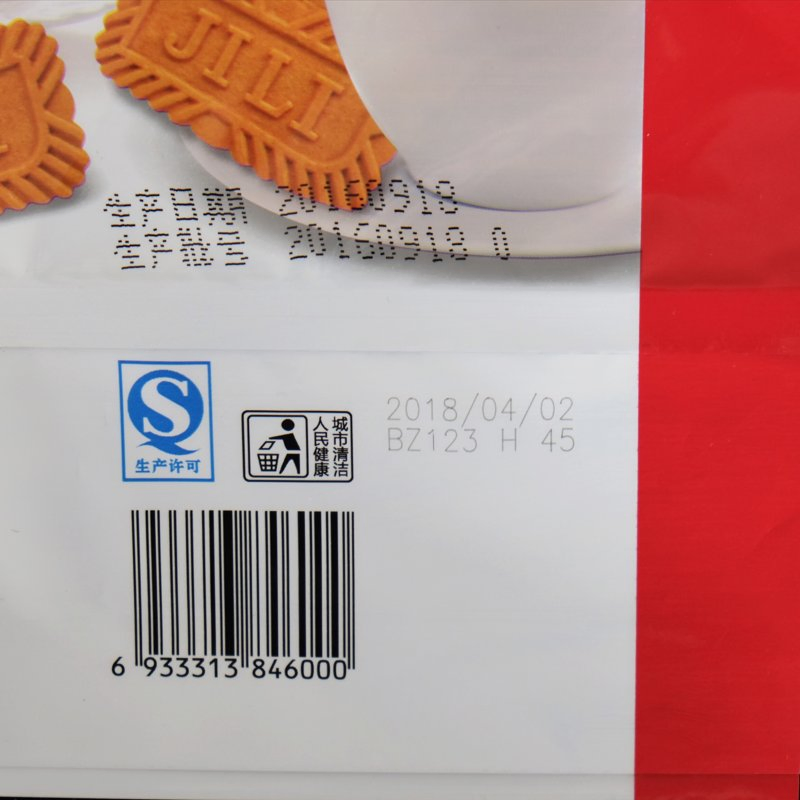 JILI
生产日期 20160918
生产批号 20160918 0
生产许可
城市清洁
人民健康
2018/04/02
BZ123 H 45
6 933313 846000